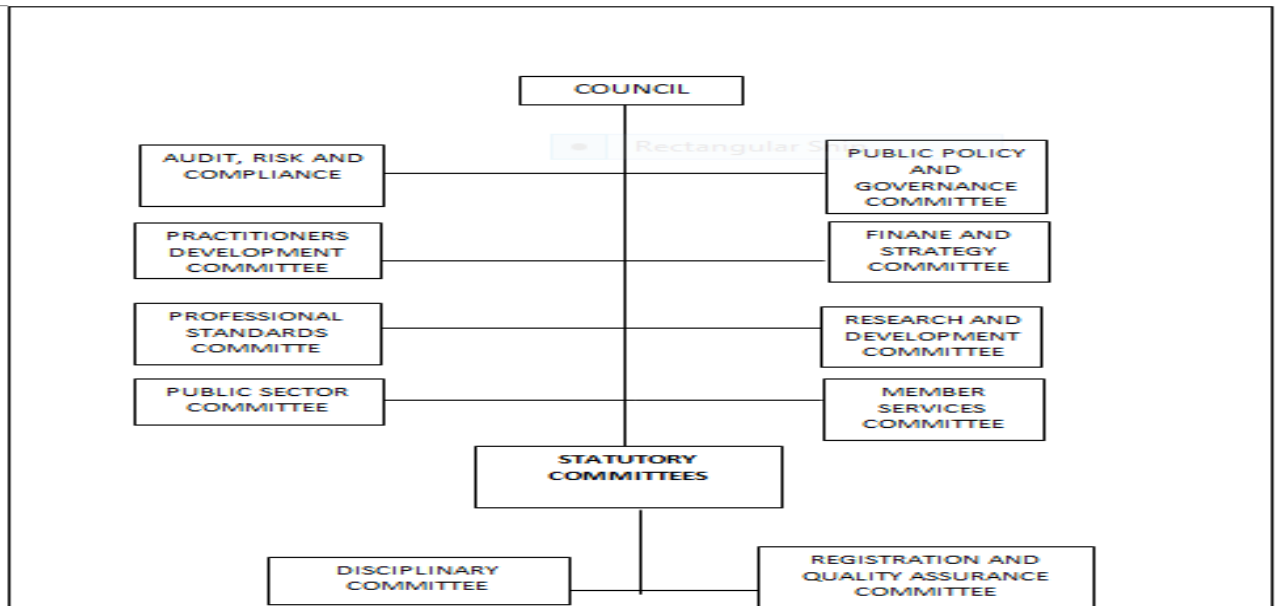 COUNCIL
Rectangular
AUDIT, RISK AND
COMPLIANCE
PUBLIC POLICY
AND
GOVERNANCE
COMMITTEE
PRACTITIONERS
DEVELOPMENT
COMMITTEE
FINANE AND
STRATEGY
COMMITTEE
PROFESSIONAL
STANDARDS
COMMITTE
RESEARCH AND
DEVELOPMENT
COMMITTEE
PUBLIC SECTOR
COMMITTEE
MEMBER
SERVICES
COMMITTEE
STATUTORY
COMMITTEES
DISCIPLINARY
COMMITTEE
REGISTRATION AND
QUALITY ASSURANCE
COMMITTEE